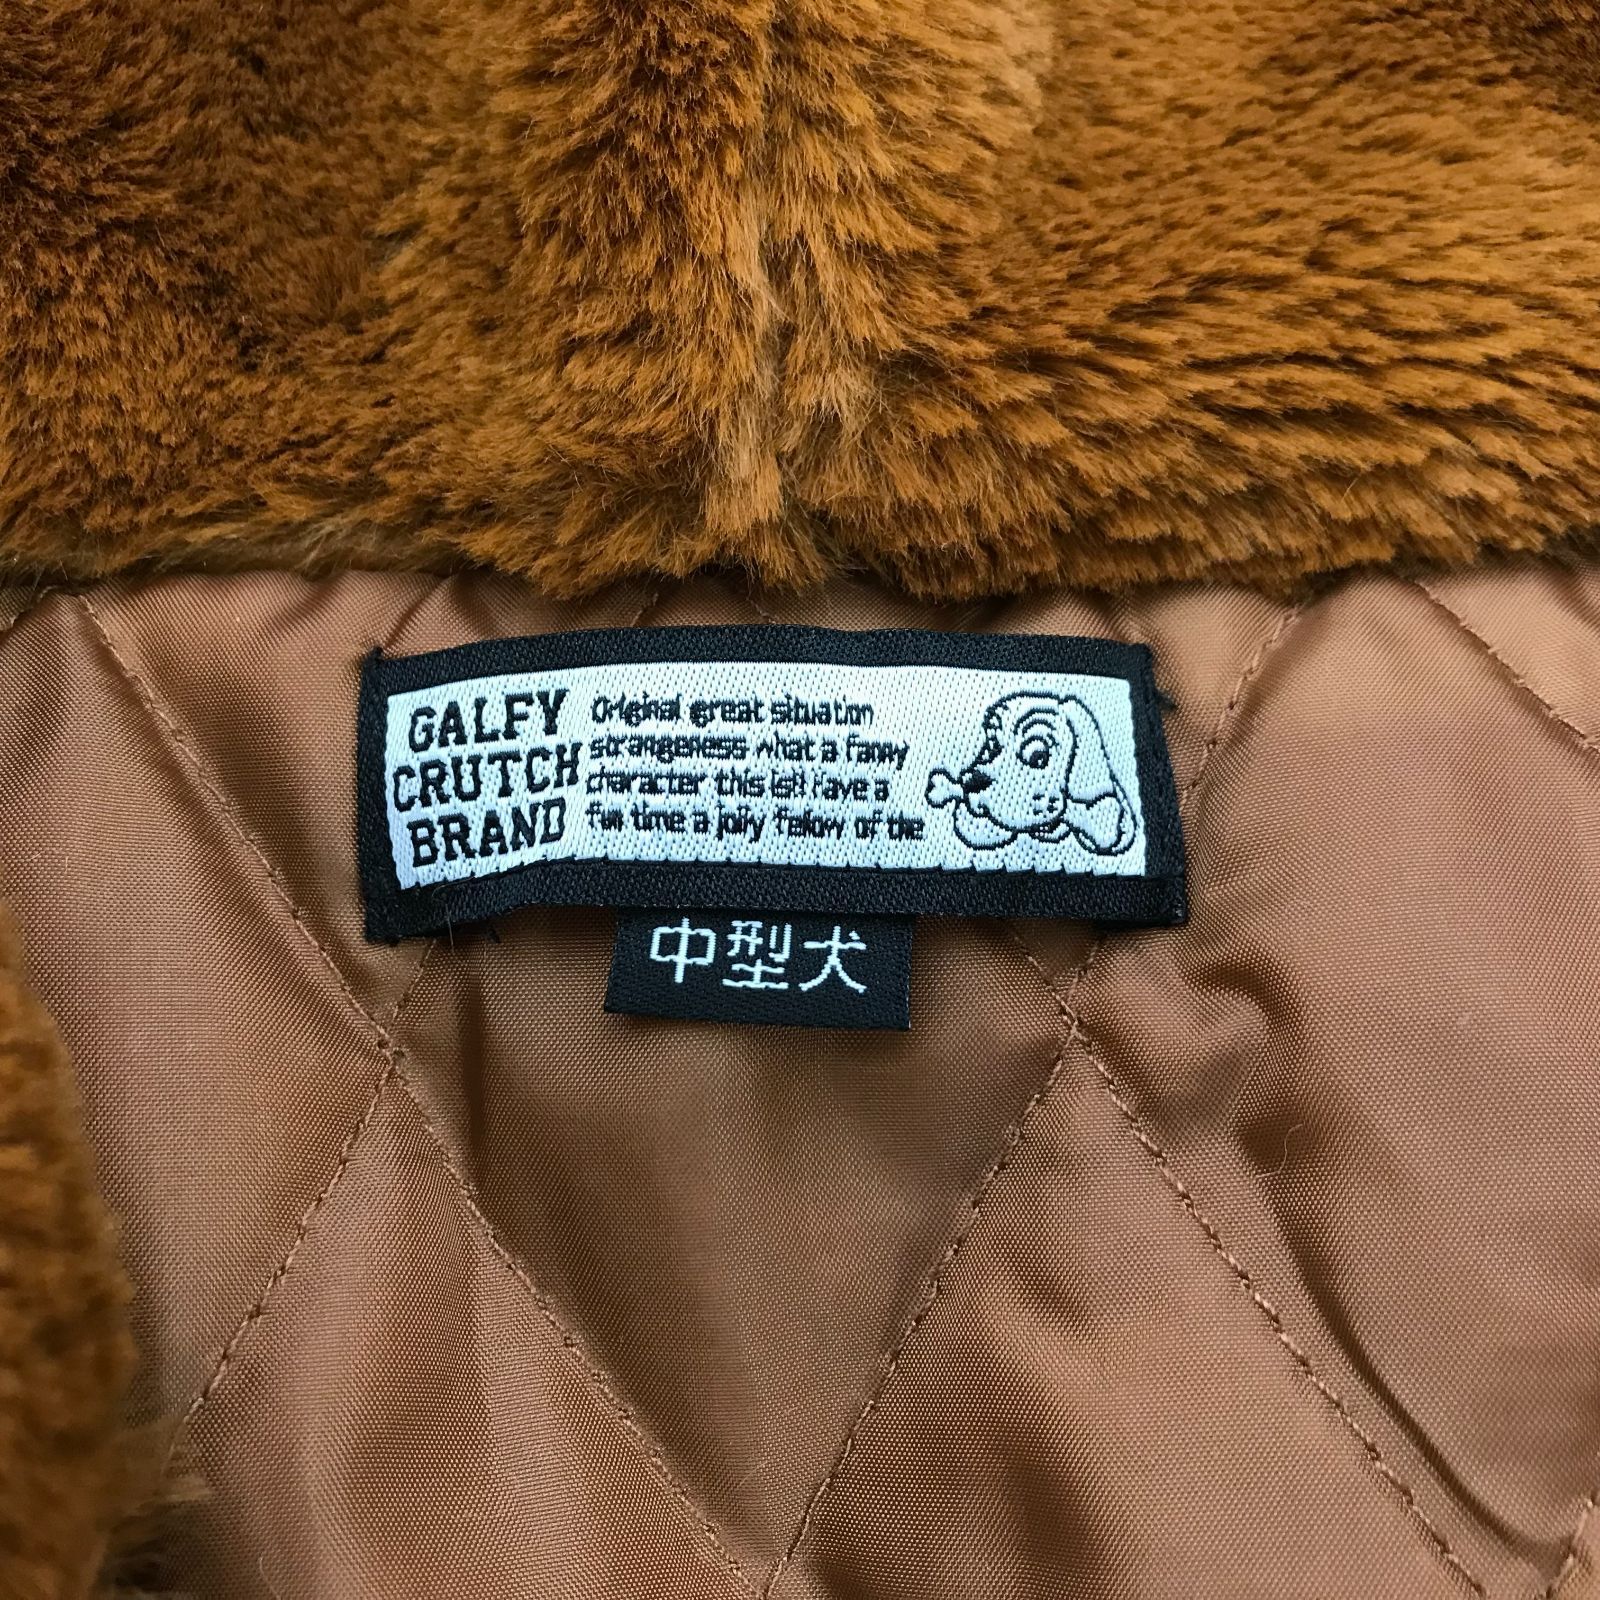 GALFY
CRUTCH
BRAND
Original great situation
strangeness what a fanny
character this is!! Have a
fun time a jolly fellow of the
中型犬